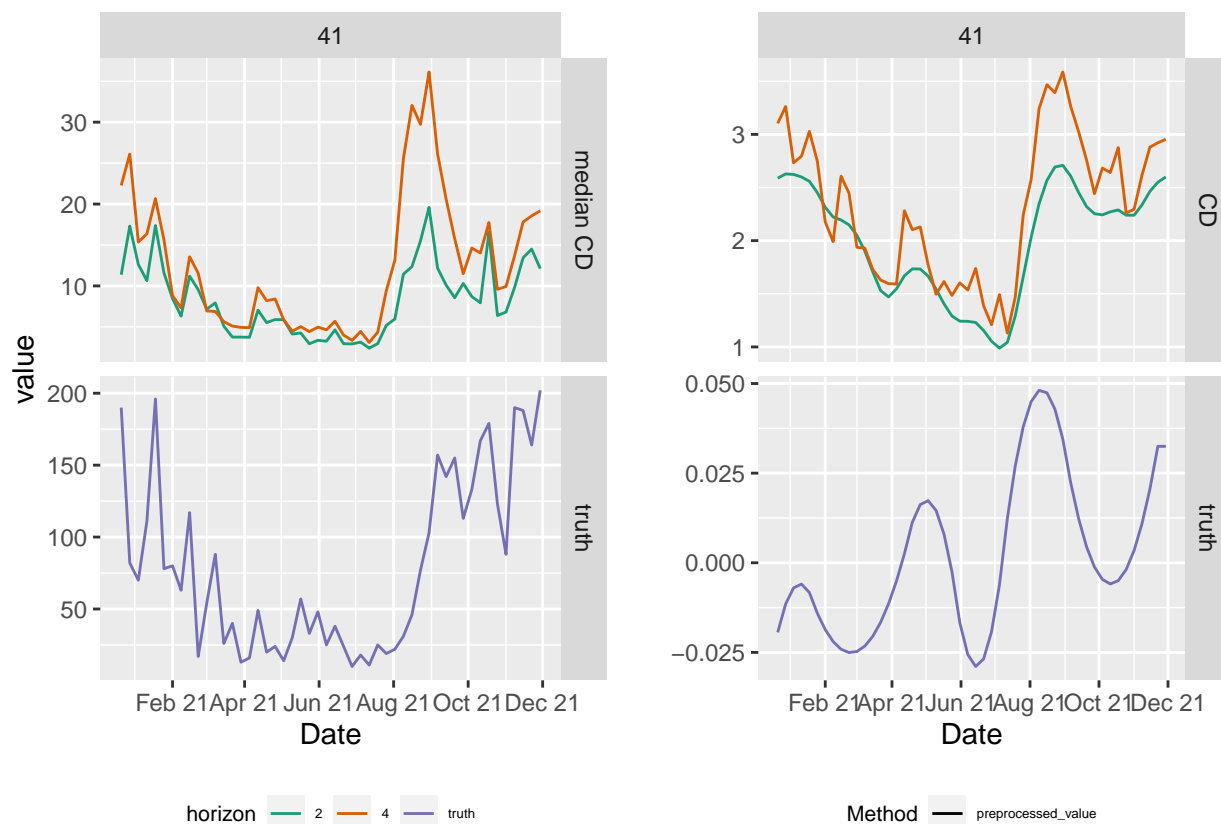 41
41
30
20
10
median CD
3
2
1
CD
value
200
150
100
50
truth
0.050
0.025
0.000
−0.025
truth
Feb 21 Apr 21 Jun 21 Aug 21 Oct 21 Dec 21
Date
Feb 21 Apr 21 Jun 21 Aug 21 Oct 21 Dec 21
Date
horizon 2 4 truth
Method preprocessed_value